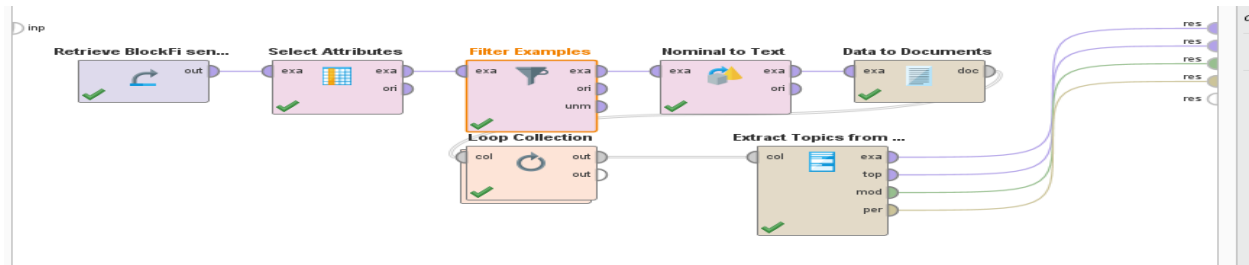 inp
Retrieve BlockFi sen...
out
Select Attributes
exa
exa
ori
Filter Examples
exa
exa
ori
unm
Nominal to Text
exa
exa
ori
Data to Documents
exa
doc
Loop Collection
col
out
out
Extract Topics from ...
col
exa
top
mod
per
res
res
res
res
res